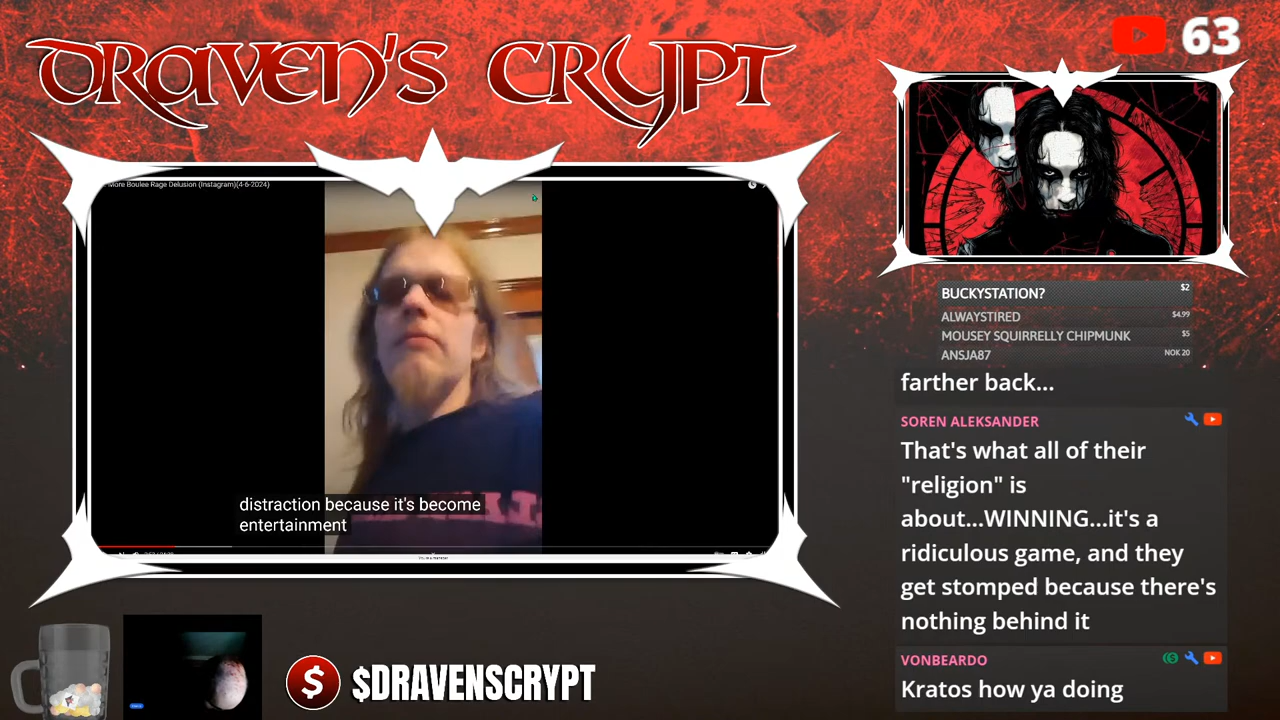 DRAVEN'S CRYPT
63
More Boulee Rage Delusion (Instagram)(4-6-2024)
distraction because it's become
entertainment
BUCKYSTATION? $2
ALWAYSTIRED $4.99
MOUSEY SQUIRRELLY CHIPMUNK $5
ANSJA87 NOK 20
farther back...
SOREN ALEKSANDER
That's what all of their
"religion" is
about...WINNING...it's a
ridiculous game, and they
get stomped because there's
nothing behind it
VONBEARDO
Kratos how ya doing
$DRAVENSCRYPT